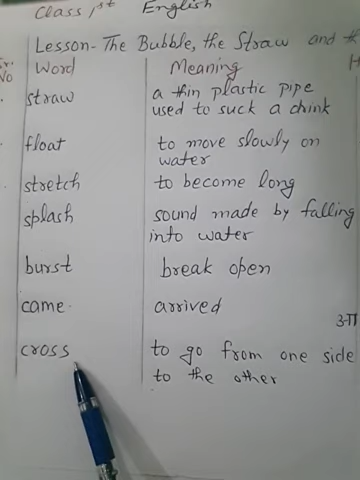 Class 1st English
Lesson- The Bubble, the Straw and
No Word Meaning
straw a thin plastic pipe
used to suck a drink
float to move slowly on
water
stretch to become long
splash sound made by falling
into water
burst break open
came arrived
cross to go from one side
to the other